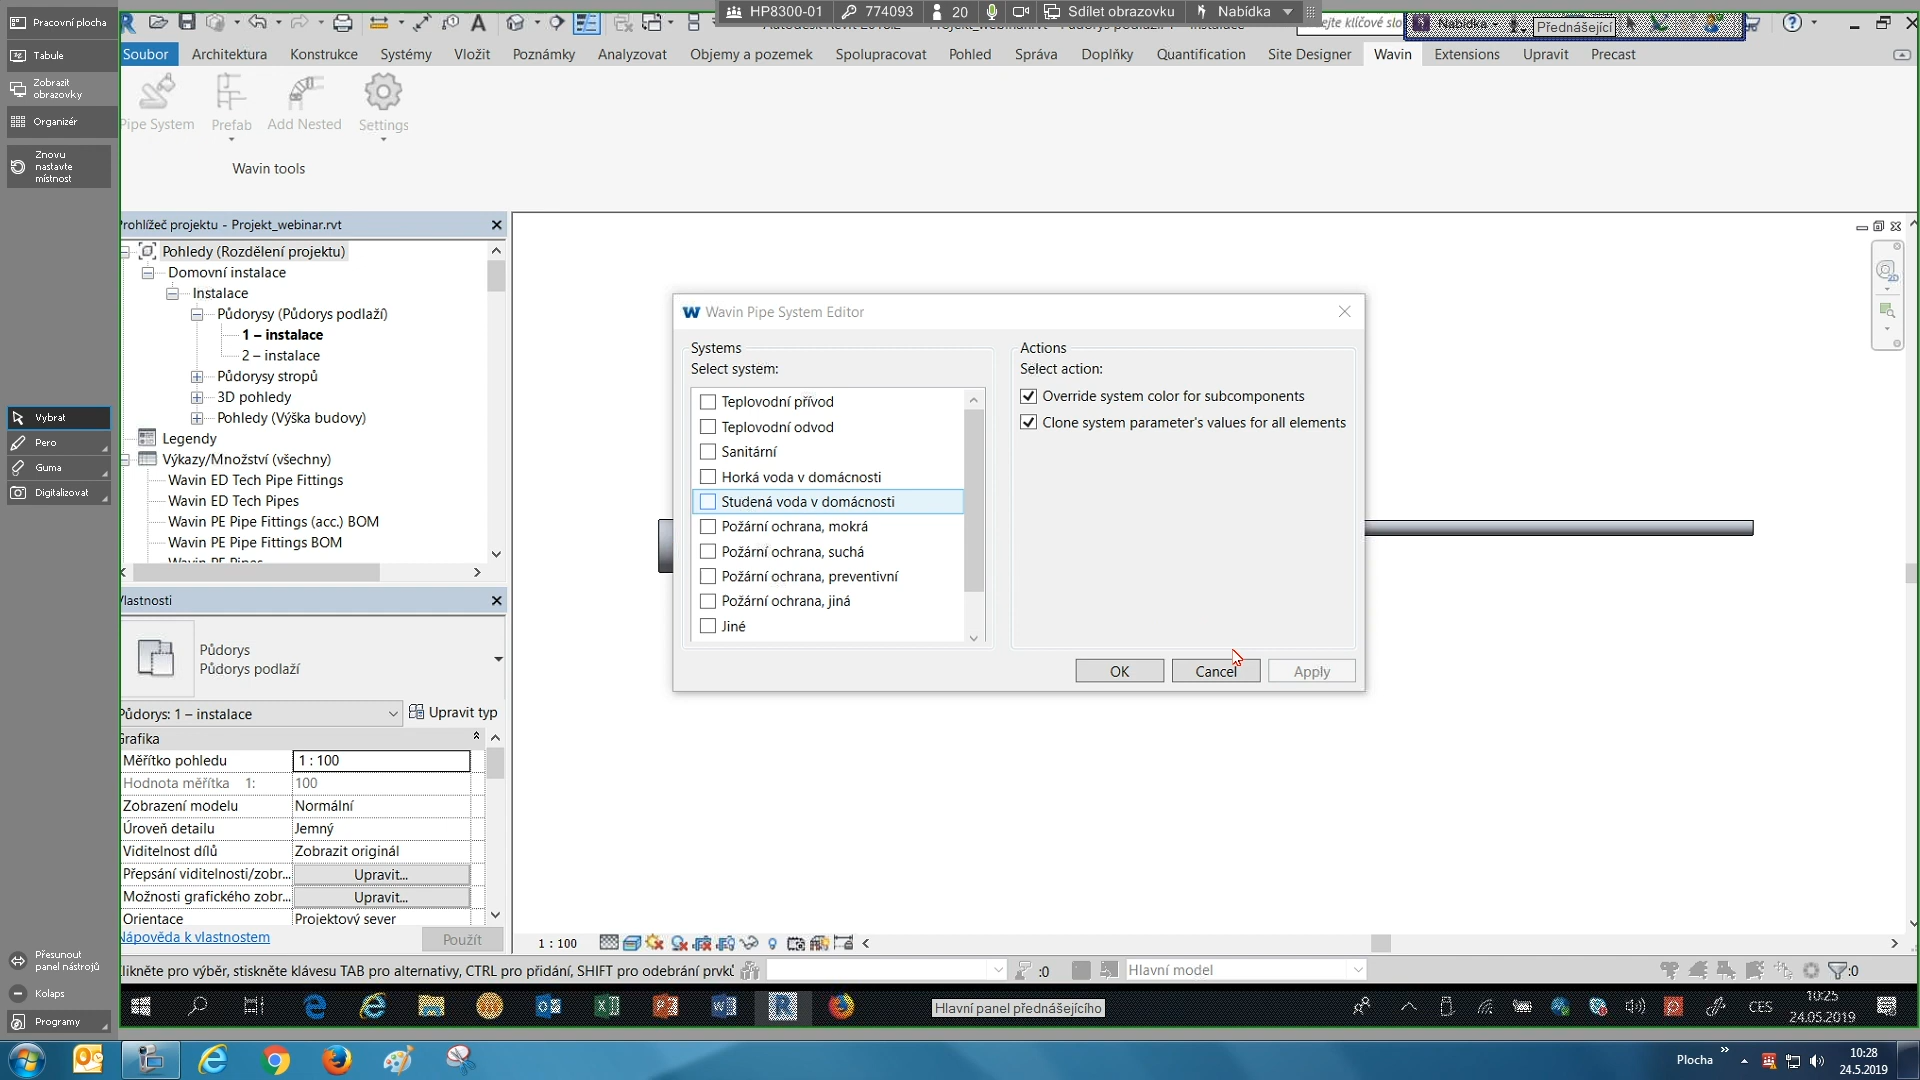 Pracovní plocha
Tabule
Zobrazit
obrazovky
Organizér
Znovu
nastavte
místnost
Vybrat
Pero
Guma
Digitalizovat
Přesunout
panel nástrojů
Kolaps
Programy
HP8300-01
774093
20
Sdílet obrazovku
Nabídka
Nabídka
Přednášející
Soubor
Architektura
Konstrukce
Systémy
Vložit
Poznámky
Analyzovat
Objemy a pozemek
Spolupracovat
Pohled
Správa
Doplňky
Quantification
Site Designer
Wavin
Extensions
Upravit
Precast
Pipe System
Prefab
Add Nested
Settings
Wavin tools
rohlížeč projektu - Projekt_webinar.rvt
Pohledy (Rozdělení projektu)
Domovní instalace
Instalace
Půdorysy (Půdorys podlaží)
1 – instalace
2 – instalace
Půdorysy stropů
3D pohledy
Pohledy (Výška budovy)
Legendy
Výkazy/Množství (všechny)
Wavin ED Tech Pipe Fittings
Wavin ED Tech Pipes
Wavin PE Pipe Fittings (acc.) BOM
Wavin PE Pipe Fittings BOM
Wavin PE Pipes
Vlastnosti
Půdorys
Půdorys podlaží
Půdorys: 1 – instalace
Upravit typ
Grafika
Měřítko pohledu 1 : 100
Hodnota měřítka 1: 100
Zobrazení modelu Normální
Úroveň detailu Jemný
Viditelnost dílů Zobrazit originál
Přepsání viditelnosti/zobr... Upravit...
Možnosti grafického zobr... Upravit...
Orientace Projektový sever
Nápověda k vlastnostem
Použít
W Wavin Pipe System Editor
Systems
Select system:
Teplovodní přívod
Teplovodní odvod
Sanitární
Horká voda v domácnosti
Studená voda v domácnosti
Požární ochrana, mokrá
Požární ochrana, suchá
Požární ochrana, preventivní
Požární ochrana, jiná
Jiné
Actions
Select action:
Override system color for subcomponents
Clone system parameter's values for all elements
OK
Cancel
Apply
1 : 100
likněte pro výběr, stiskněte klávesu TAB pro alternativy, CTRL pro přidání, SHIFT pro odebrání prvků
:0
Hlavní model
:0
Hlavní panel přednášejícího
CES
10:25
24.05.2019
Plocha
10:28
24.5.2019